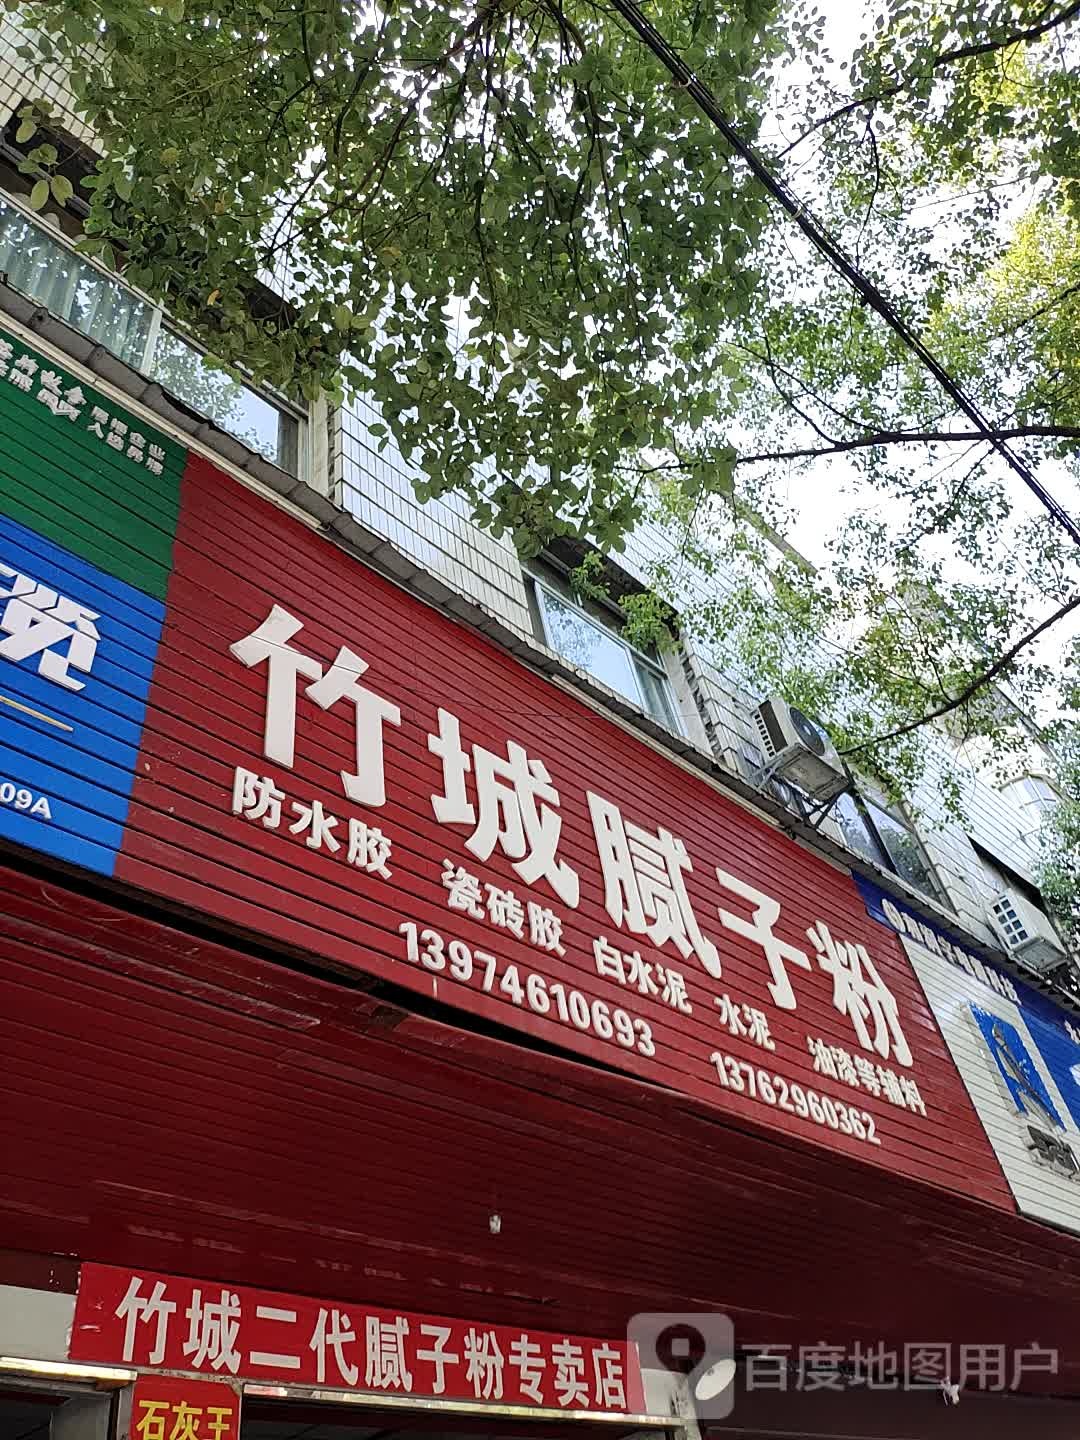 竹城腻子粉
防水胶 瓷砖胶 白水泥 水泥 油漆等辅料
13974610693 13762960362
09A
竹城二代腻子粉专卖店
石灰王
百度地图用户